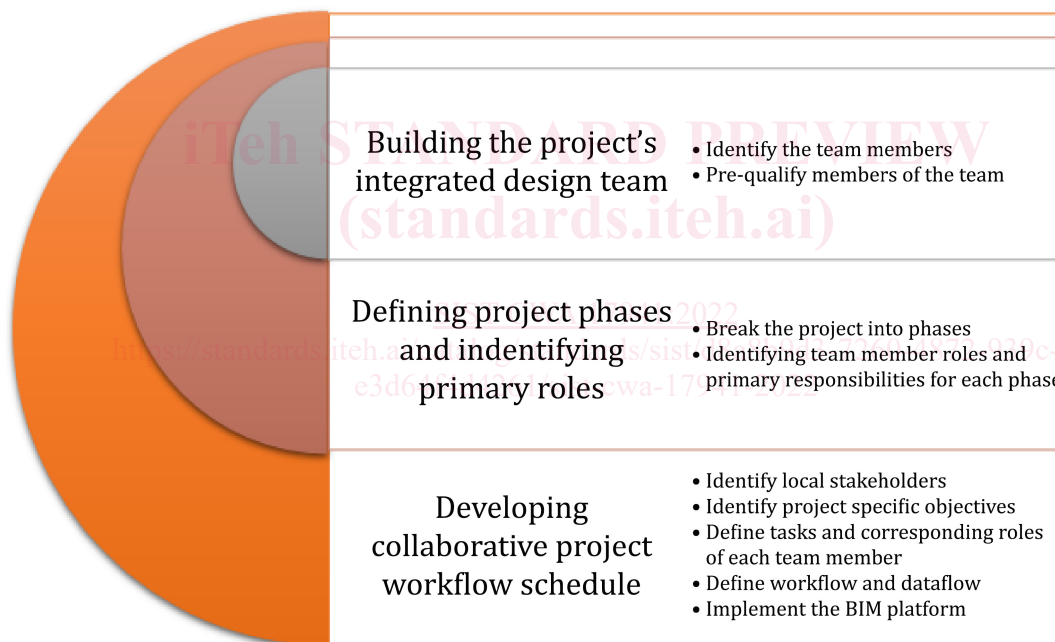 iTeh STANDARD PREVIEW
(standards.iteh.ai)
Building the project’s
integrated design team
• Identify the team members
• Pre-qualify members of the team
Defining project phases
and indentifying
primary roles
• Break the project into phases
• Identifying team member roles and
primary responsibilities for each phase
Developing
collaborative project
workflow schedule
• Identify local stakeholders
• Identify project specific objectives
• Define tasks and corresponding roles
of each team member
• Define workflow and dataflow
• Implement the BIM platform